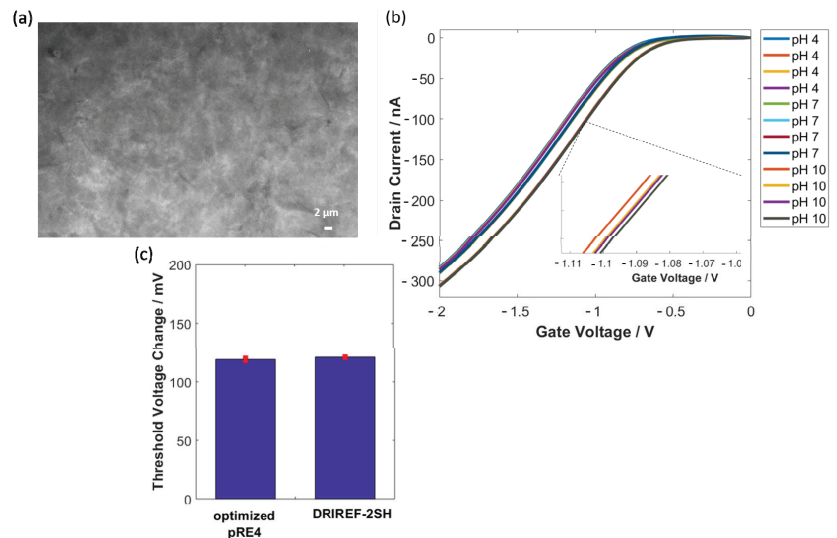 (a)
2 μm
(b)
0
- 50
- 100
- 150
- 200
- 250
- 300
Drain Current / nA
- 2
- 1.5
- 1
- 0.5
0
Gate Voltage / V
- 1.11
- 1.1
- 1.09
- 1.08
- 1.07
- 1.0
Gate Voltage / V
pH 4
pH 4
pH 4
pH 4
pH 7
pH 7
pH 7
pH 7
pH 10
pH 10
pH 10
pH 10
(c)
200
150
100
50
0
Threshold Voltage Change / mV
optimized
pRE4
DRIREF-2SH